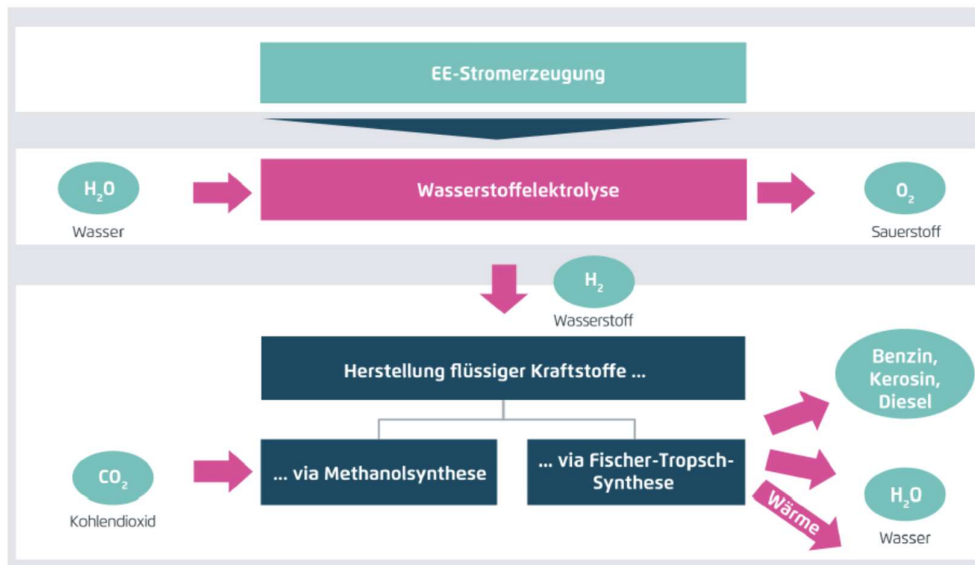 EE-Stromerzeugung
H₂O
Wasserstoffelektrolyse
O₂
Wasser
Sauerstoff
H₂
Wasserstoff
Herstellung flüssiger Kraftstoffe ...
Benzin,
Kerosin,
Diesel
CO₂
Kohlendioxid
... via Methanolsynthese
... via Fischer-Tropsch-
Synthese
Wärme
H₂O
Wasser